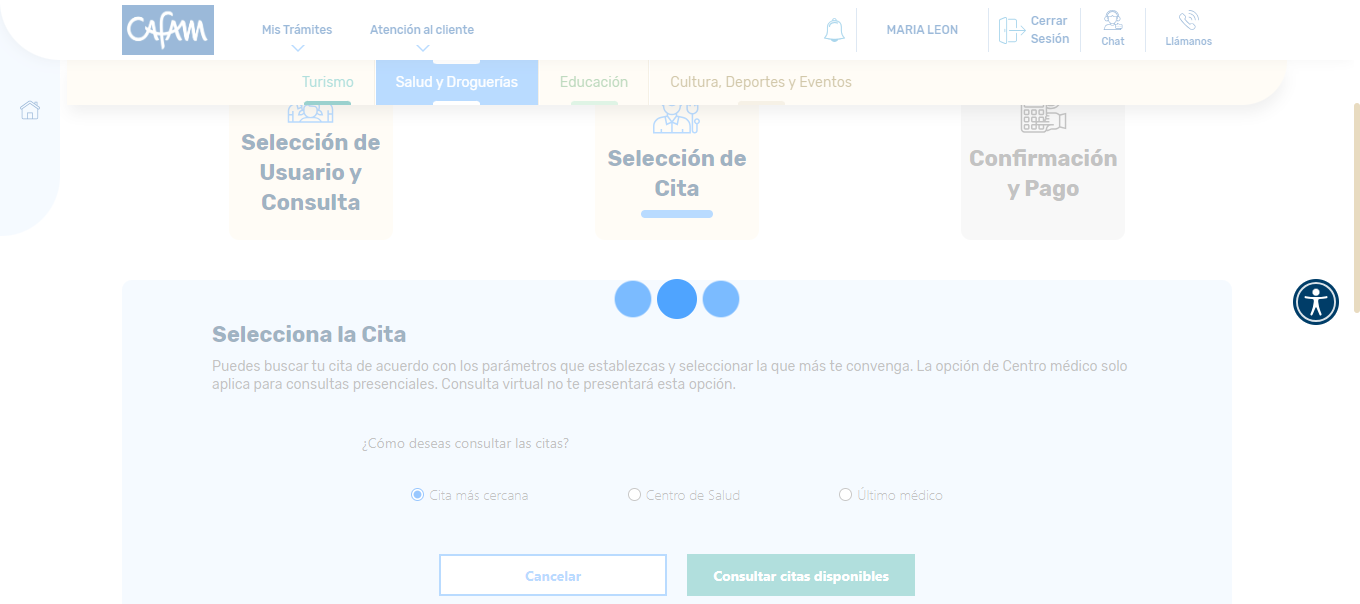 Cafam
Mis Trámites
Atención al cliente
MARIA LEON
Cerrar
Sesión
Chat
Llámanos
Turismo
Salud y Droguerías
Educación
Cultura, Deportes y Eventos
Selección de
Usuario y
Consulta
Selección de
Cita
Confirmación
y Pago
Selecciona la Cita
Puedes buscar tu cita de acuerdo con los parámetros que establezcas y seleccionar la que más te convenga. La opción de Centro médico solo
aplica para consultas presenciales. Consulta virtual no te presentará esta opción.
¿Cómo deseas consultar las citas?
Cita más cercana
Centro de Salud
Último médico
Cancelar
Consultar citas disponibles